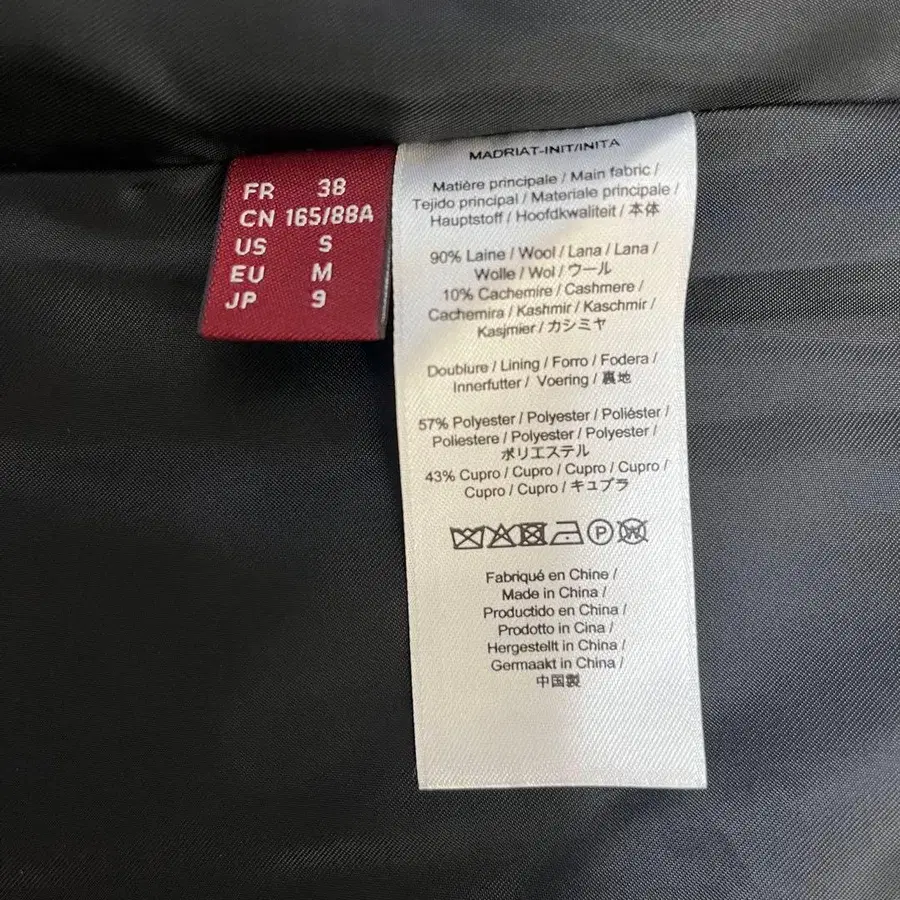 FR 38
CN 165/88A
US S
EU M
JP 9
MADRIAT-INIT/INITA
Matière principale / Main fabric /
Tejido principal / Materiale principale /
Hauptstoff / Hoofdkwaliteit / 本体
90% Laine / Wool / Lana / Lana /
Wolle / Wol / ウール
10% Cachemire / Cashmere /
Cachemira / Kashmir / Kaschmir /
Kasjmier / カシミヤ
Doublure / Lining / Forro / Fodera /
Innerfutter / Voering / 裏地
57% Polyester / Polyester / Poliéster /
Poliestere / Polyester / Polyester /
ポリエステル
43% Cupro / Cupro / Cupro / Cupro /
Cupro / Cupro / キュプラ
P W
Fabriqué en Chine /
Made in China /
Productido en China /
Prodotto in Cina /
Hergestellt in China /
Germaakt in China /
中国製